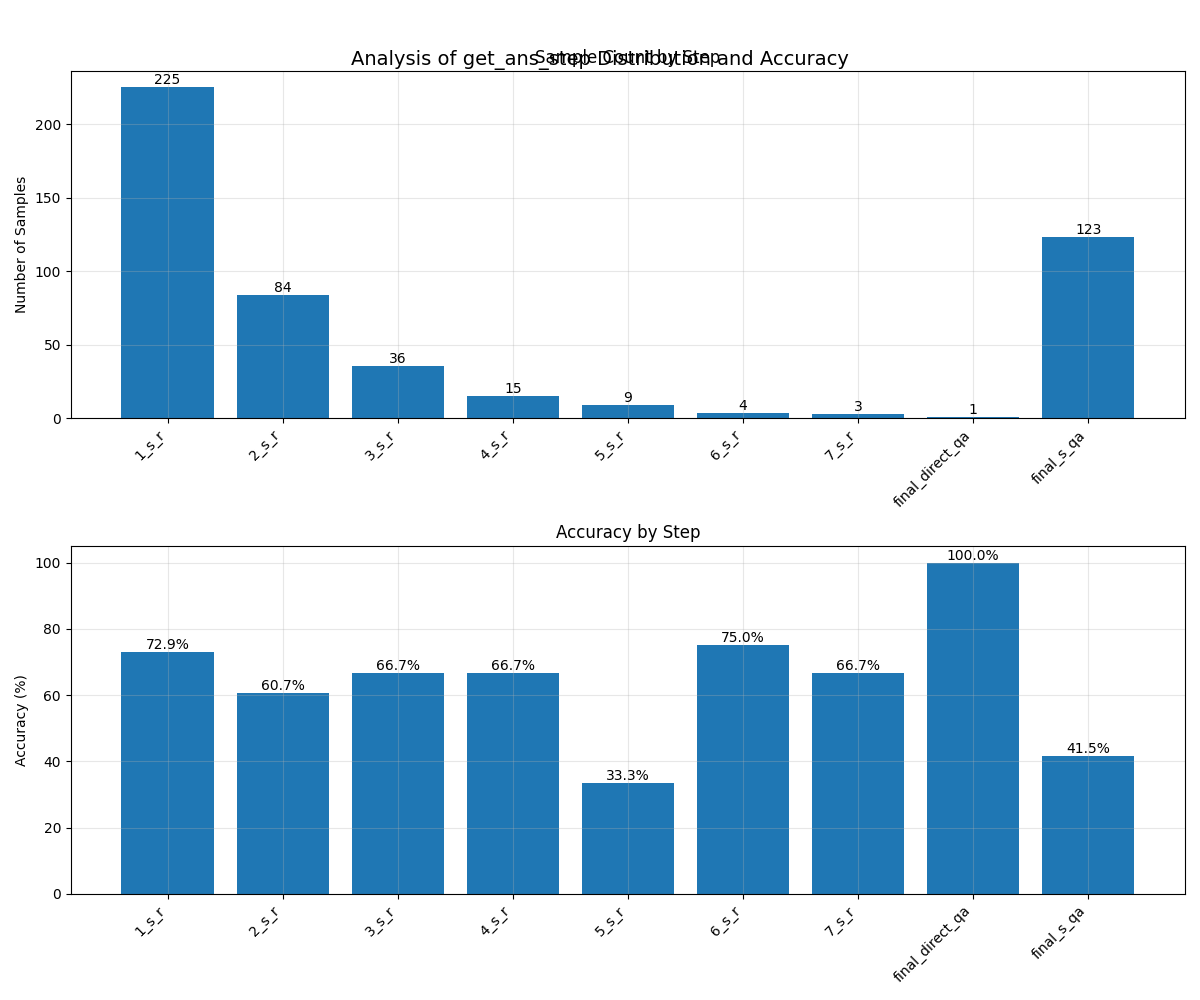 Analysis of get_ans_step Distribution and Accuracy
Sample Count by Step
Number of Samples
200
150
100
50
0
225
84
36
15
9
4
3
1
123
1_s_r
2_s_r
3_s_r
4_s_r
5_s_r
6_s_r
7_s_r
final_direct_qa
final_s_qa
Accuracy by Step
Accuracy (%)
100
80
60
40
20
0
72.9%
60.7%
66.7%
66.7%
33.3%
75.0%
66.7%
100.0%
41.5%
1_s_r
2_s_r
3_s_r
4_s_r
5_s_r
6_s_r
7_s_r
final_direct_qa
final_s_qa